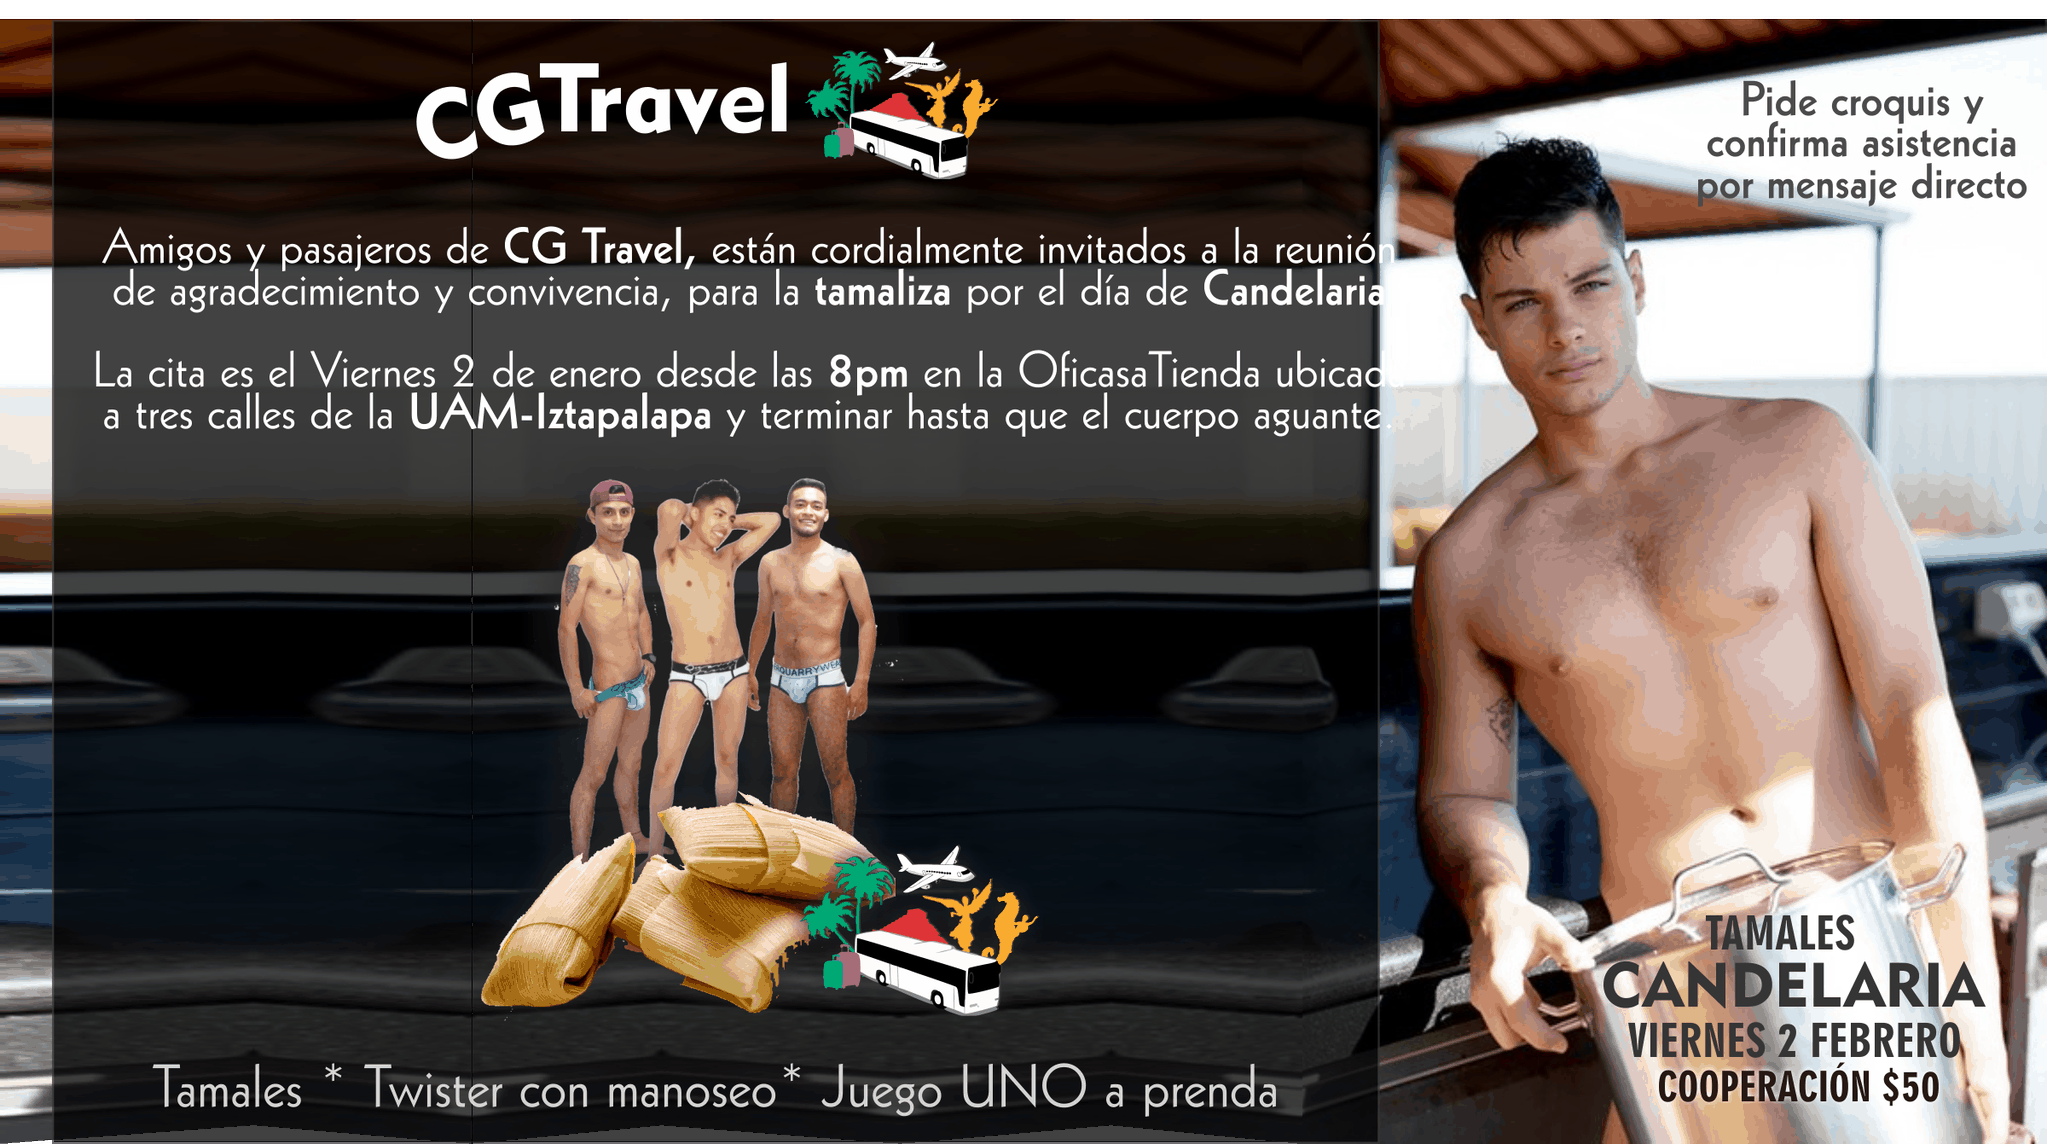 CGTravel
Pide croquis y
confirma asistencia
por mensaje directo
Amigos y pasajeros de CG Travel, están cordialmente invitados a la reunión
de agradecimiento y convivencia, para la tamaliza por el día de Candelaria
La cita es el Viernes 2 de enero desde las 8pm en la OficasaTienda ubicada
a tres calles de la UAM-Iztapalapa y terminar hasta que el cuerpo aguante.
TAMALES
CANDELARIA
VIERNES 2 FEBRERO
COOPERACIÓN $50
Tamales * Twister con manoseo * Juego UNO a prenda